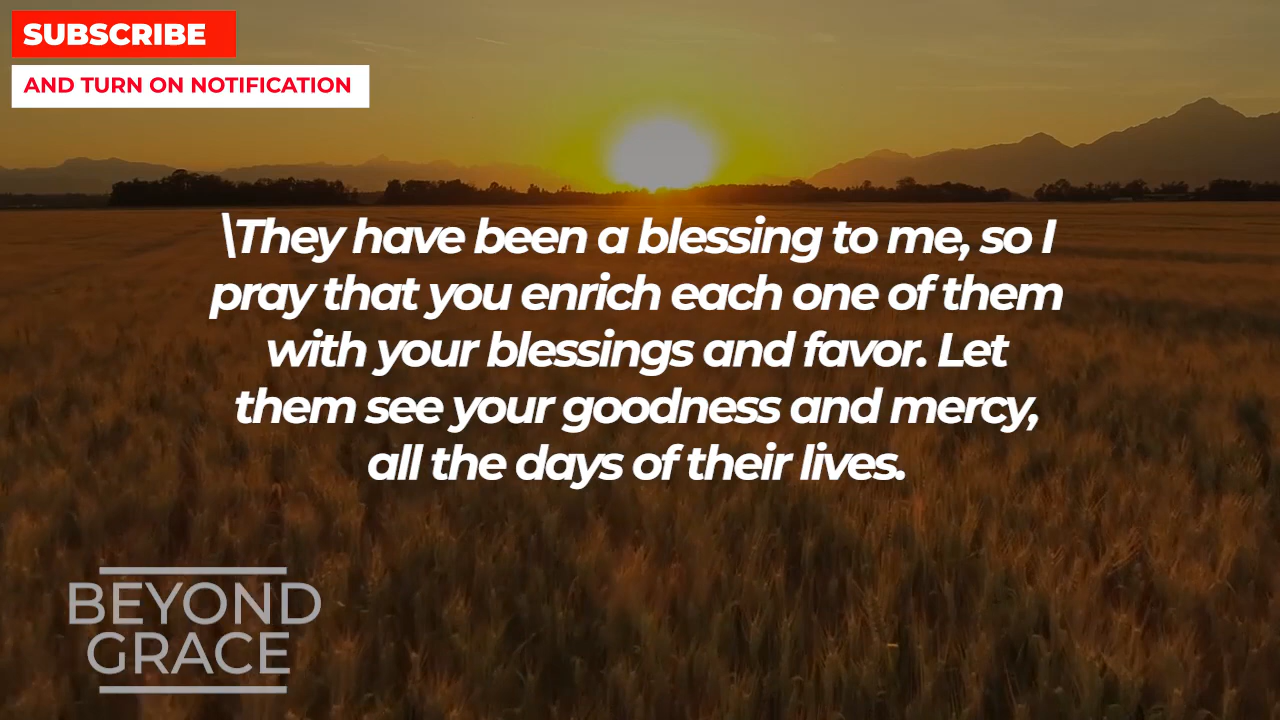 SUBSCRIBE
AND TURN ON NOTIFICATION
\They have been a blessing to me, so I
pray that you enrich each one of them
with your blessings and favor. Let
them see your goodness and mercy,
all the days of their lives.
BEYOND
GRACE